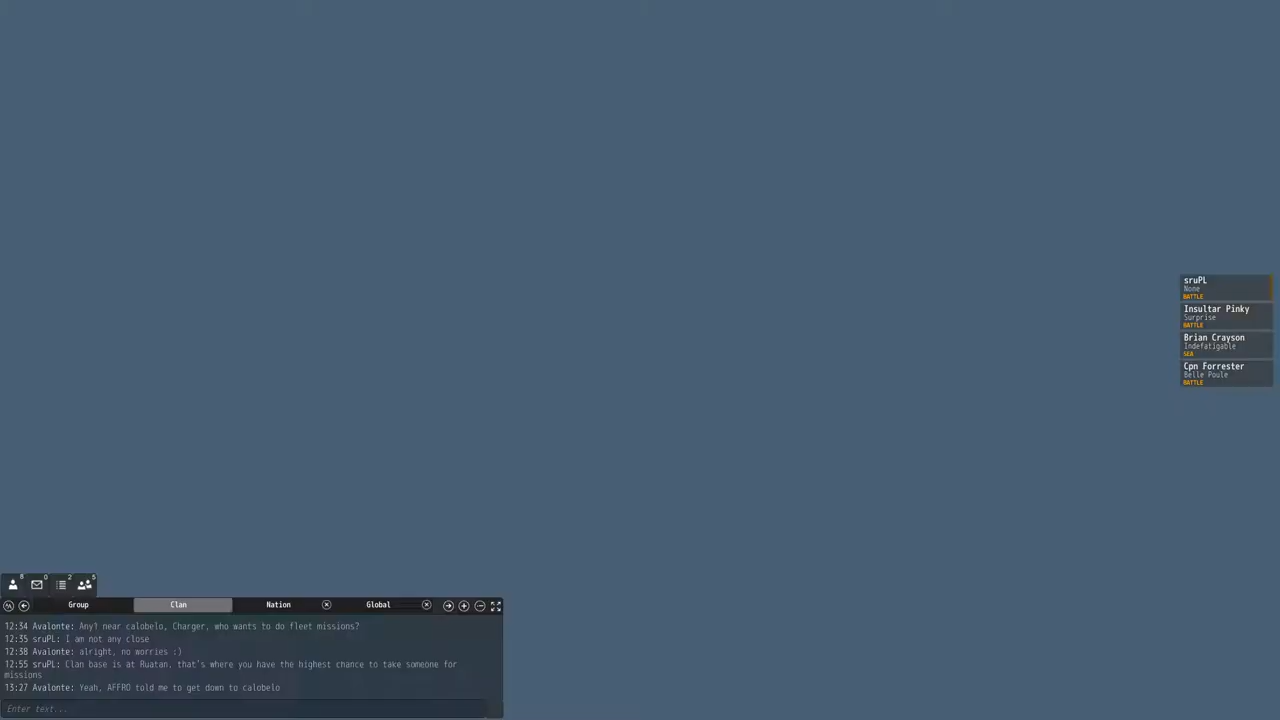 sruPL
None
BATTLE
Insultar Pinky
Surprise
BATTLE
Brian Crayson
Indefatigable
SEA
Cpn Forrester
Belle Poule
BATTLE
8 0 2 5
Group Clan Nation Global
12:34 Avalonte: Any1 near calobelo, Charger, who wants to do fleet missions?
12:35 sruPL: I am not any close
12:38 Avalonte: alright, no worries :)
12:55 sruPL: Clan base is at Ruatan, that's where you have the highest chance to take someone for
missions
13:27 Avalonte: Yeah, AFFRO told me to get down to calobelo
Enter text...